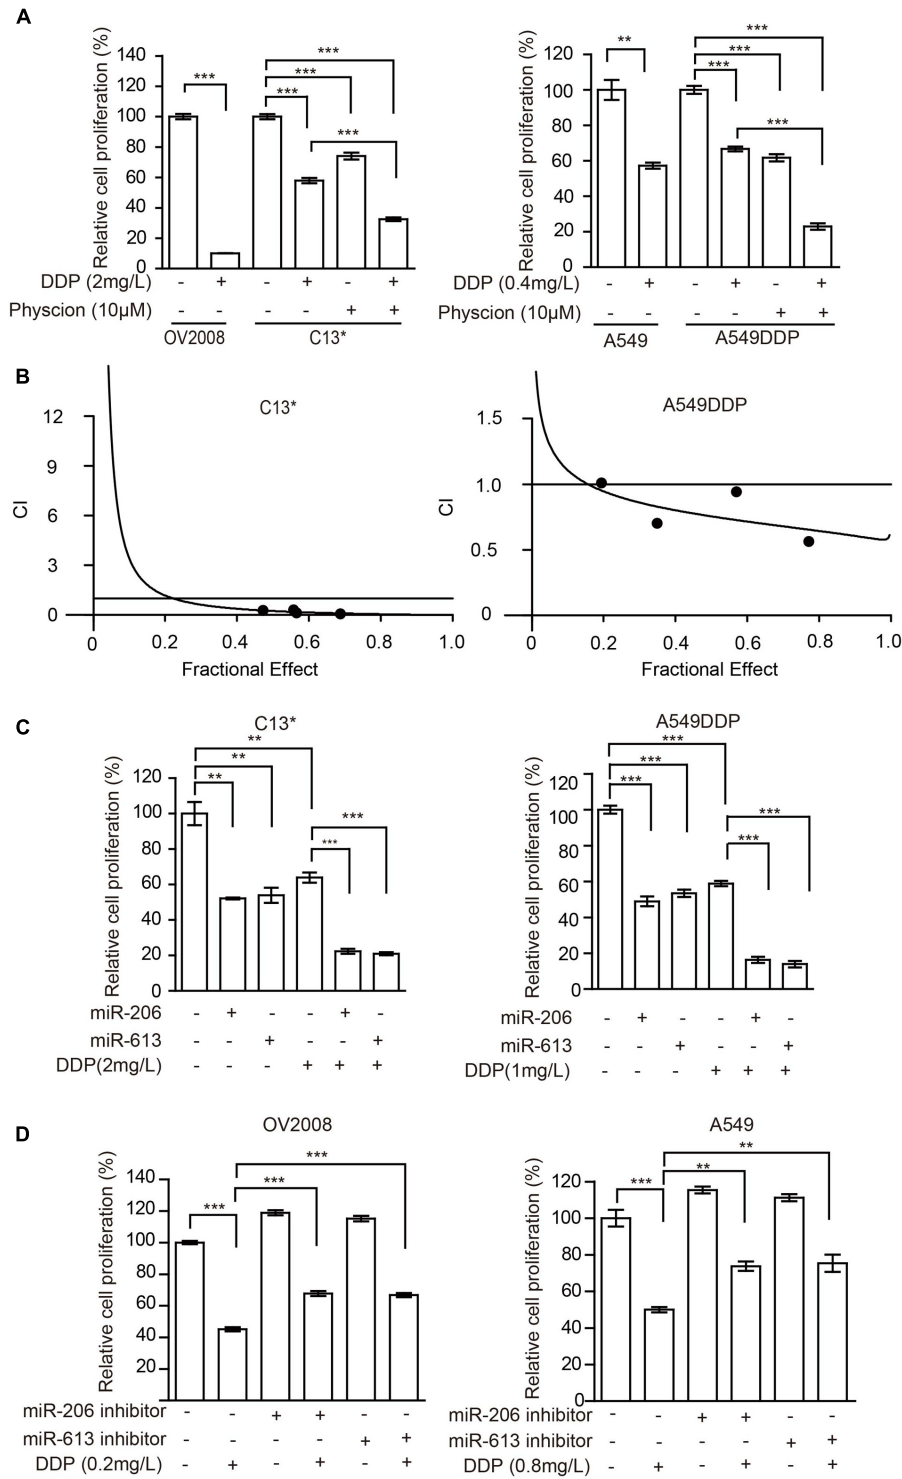 A
Relative cell proliferation (%)
140
120
100
80
60
40
20
0
***
***
***
***
***
DDP (2mg/L) - + - + - +
Physcion (10μM) - - - - + +
OV2008 C13*
Relative cell proliferation (%)
120
100
80
60
40
20
0
**
***
***
***
***
DDP (0.4mg/L) - + - + - +
Physcion (10μM) - - - - + +
A549 A549DDP
B
C13*
CI
12
9
6
3
0
0 0.2 0.4 0.6 0.8 1.0
Fractional Effect
A549DDP
CI
1.5
1.0
0.5
0
0 0.2 0.4 0.6 0.8 1.0
Fractional Effect
C
C13*
Relative cell proliferation (%)
120
100
80
60
40
20
0
**
**
**
***
***
miR-206 - + - - + -
miR-613 - - + - - +
DDP(2mg/L) - - - + + +
A549DDP
Relative cell proliferation (%)
120
100
80
60
40
20
0
***
***
***
***
***
miR-206 - + - - + -
miR-613 - - + - - +
DDP(1mg/L) - - - + + +
D
OV2008
Relative cell proliferation (%)
140
120
100
80
60
40
20
***
***
***
miR-206 inhibitor - - + + - -
miR-613 inhibitor - - - - + +
DDP (0.2mg/L) - + - + - +
A549
Relative cell proliferation (%)
120
100
80
60
40
20
0
**
**
***
miR-206 inhibitor - - + + - -
miR-613 inhibitor - - - - + +
DDP (0.8mg/L) - + - + - +